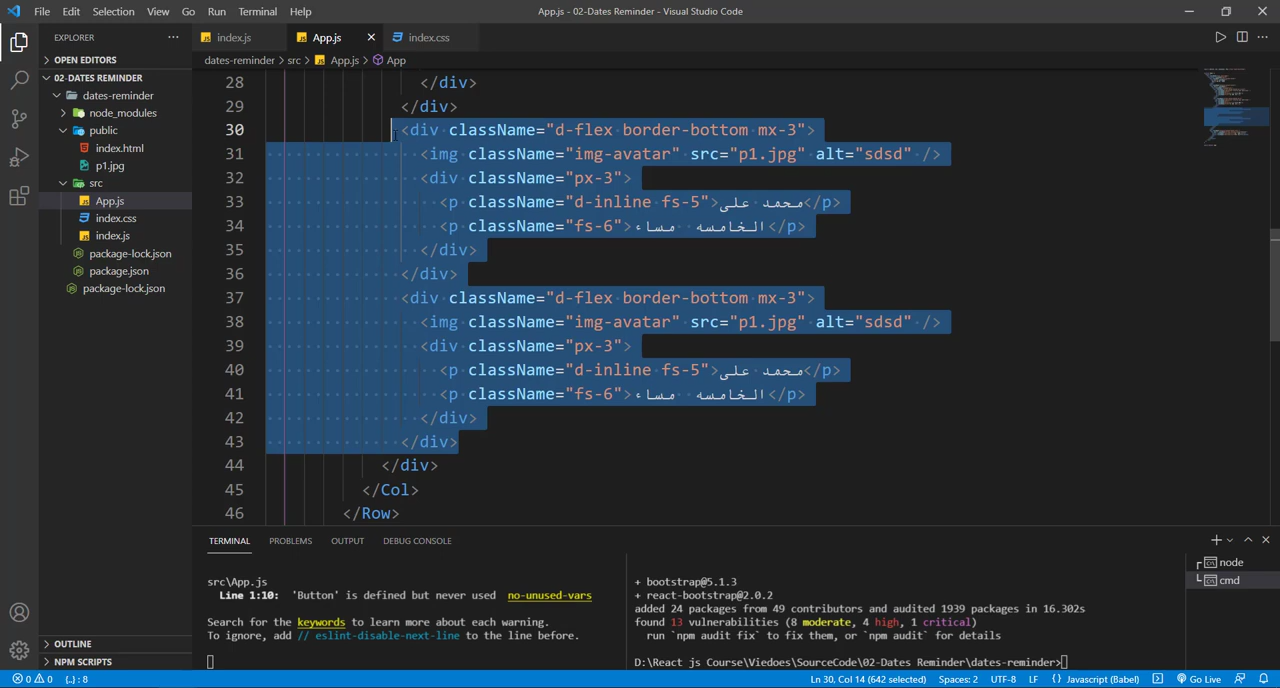 File Edit Selection View Go Run Terminal Help
App.js - 02-Dates Reminder - Visual Studio Code
EXPLORER
OPEN EDITORS
02-DATES REMINDER
dates-reminder
node_modules
public
index.html
p1.jpg
src
App.js
index.css
index.js
package-lock.json
package.json
package-lock.json
OUTLINE
NPM SCRIPTS
index.js App.js index.css
dates-reminder > src > App.js > App
28 </div>
29 </div>
30 <div className="d-flex border-bottom mx-3">
31 <img className="img-avatar" src="p1.jpg" alt="sdsd" />
32 <div className="px-3">
33 <p className="d-inline fs-5">محمد على</p>
34 <p className="fs-6">الخامسه مساء</p>
35 </div>
36 </div>
37 <div className="d-flex border-bottom mx-3">
38 <img className="img-avatar" src="p1.jpg" alt="sdsd" />
39 <div className="px-3">
40 <p className="d-inline fs-5">محمد على</p>
41 <p className="fs-6">الخامسه مساء</p>
42 </div>
43 </div>
44 </div>
45 </Col>
46 </Row>
TERMINAL PROBLEMS OUTPUT DEBUG CONSOLE
src\App.js
Line 1:10: 'Button' is defined but never used no-unused-vars
Search for the keywords to learn more about each warning.
To ignore, add // eslint-disable-next-line to the line before.
+ bootstrap@5.1.3
+ react-bootstrap@2.0.2
added 24 packages from 49 contributors and audited 1939 packages in 16.302s
found 13 vulnerabilities (8 moderate, 4 high, 1 critical)
run `npm audit fix` to fix them, or `npm audit` for details
D:\React js Course\Viedoes\SourceCode\02-Dates Reminder\dates-reminder>
node
cmd
0 0 {..} : 8
Ln 30, Col 14 (642 selected) Spaces: 2 UTF-8 LF {} Javascript (Babel) Go Live